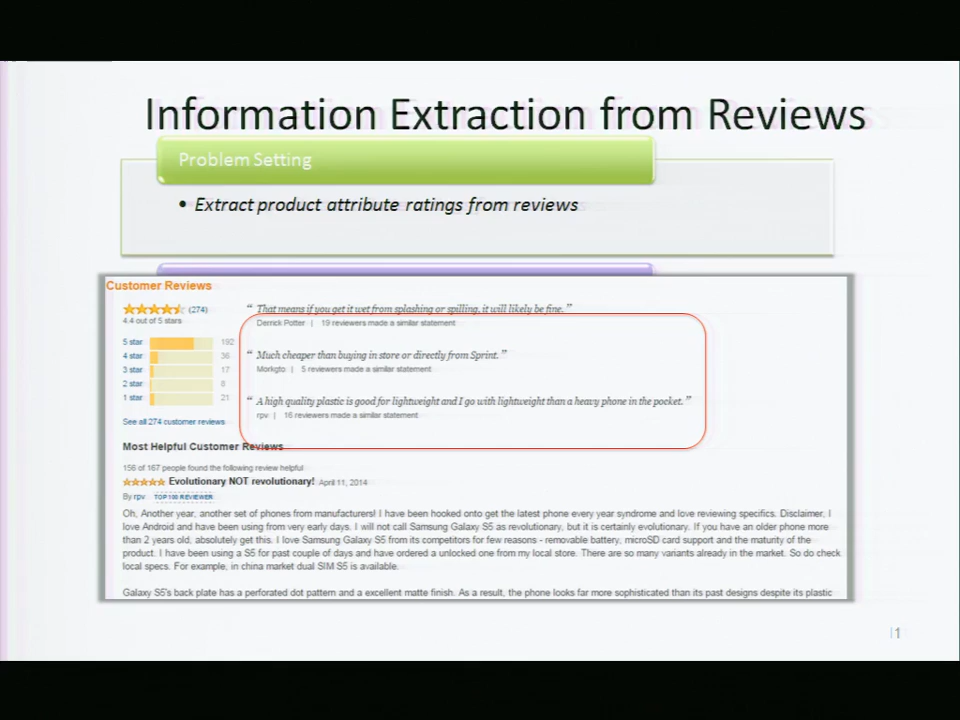 Information Extraction from Reviews
Problem Setting
• Extract product attribute ratings from reviews
Customer Reviews
(274)
4.4 out of 5 stars
5 star 192
4 star 36
3 star 17
2 star 8
1 star 21
See all 274 customer reviews
“ That means if you get it wet from splashing or spilling, it will likely be fine. ”
Derrick Potter | 19 reviewers made a similar statement
“ Much cheaper than buying in store or directly from Sprint. ”
Morkgto | 5 reviewers made a similar statement
“ A high quality plastic is good for lightweight and I go with lightweight than a heavy phone in the pocket. ”
rpv | 16 reviewers made a similar statement
Most Helpful Customer Reviews
156 of 167 people found the following review helpful
Evolutionary NOT revolutionary! April 11, 2014
By rpv TOP 100 REVIEWER
Oh, Another year, another set of phones from manufacturers! I have been hooked onto get the latest phone every year syndrome and love reviewing specifics. Disclaimer, I
love Android and have been using from very early days. I will not call Samsung Galaxy S5 as revolutionary, but it is certainly evolutionary. If you have an older phone more
than 2 years old, absolutely get this. I love Samsung Galaxy S5 from its competitors for few reasons - removable battery, microSD card support and the maturity of the
product. I have been using a S5 for past couple of days and have ordered a unlocked one from my local store. There are so many variants already in the market. So do check
local specs. For example, in china market dual SIM S5 is available.
Galaxy S5's back plate has a perforated dot pattern and a excellent matte finish. As a result, the phone looks far more sophisticated than its past designs despite its plastic
1